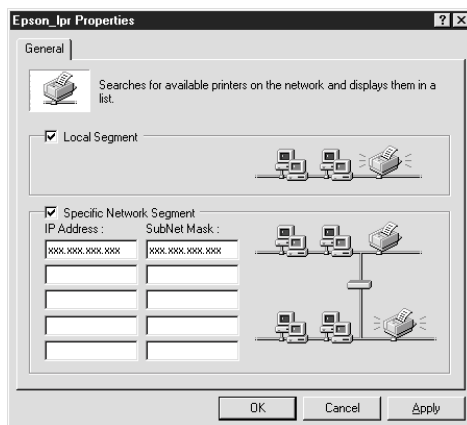 Epson_lpr Properties
General
Searches for available printers on the network and displays them in a
list.
Local Segment
Specific Network Segment
IP Address : SubNet Mask :
xxx.xxx.xxx.xxx xxx.xxx.xxx.xxx
OK Cancel Apply